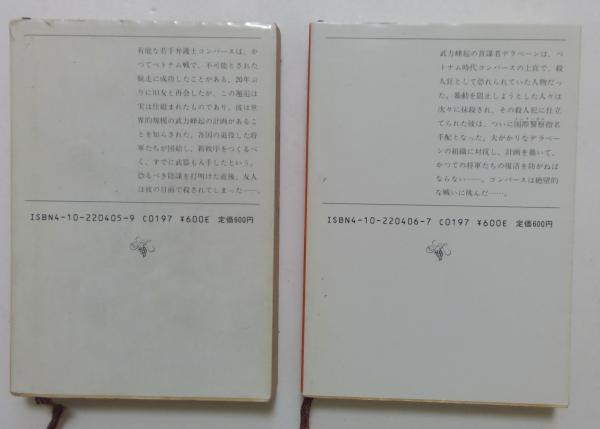 有能な若手弁護士コンバースは、か
つてベトナム戦で、不可能とされた
脱走に成功したことがある。20年ぶ
りに旧友と再会したが、この邂逅は
実は仕組まれたものであり、彼は世
界的規模の武力蜂起の計画があるこ
とを知らされた。各国の退役した将
軍たちが団結し、新秩序をつくるべ
く、すでに武器も入手したという。
恐るべき陰謀を打明けた直後、友人
は彼の目前で殺されてしまった——。
ISBN4-10-220405-9 C0197 ¥600E 定価600円
武力蜂起の首謀者デラベーンは、ベ
トナム時代コンバースの上官で、殺
人狂として恐れられていた人物だっ
た。暴動を阻止しようとした人々は
次々に抹殺され、その殺人犯に仕立
てられた彼は、ついに国際警察指名
手配となった。大がかりなデラベー
ンの組織に対抗し、計画を暴いて、
かつての将軍たちの復活を防がねば
ならない——。コンバースは絶望的
な戦いに挑んだ——。
ISBN4-10-220406-7 C0197 ¥600E 定価600円